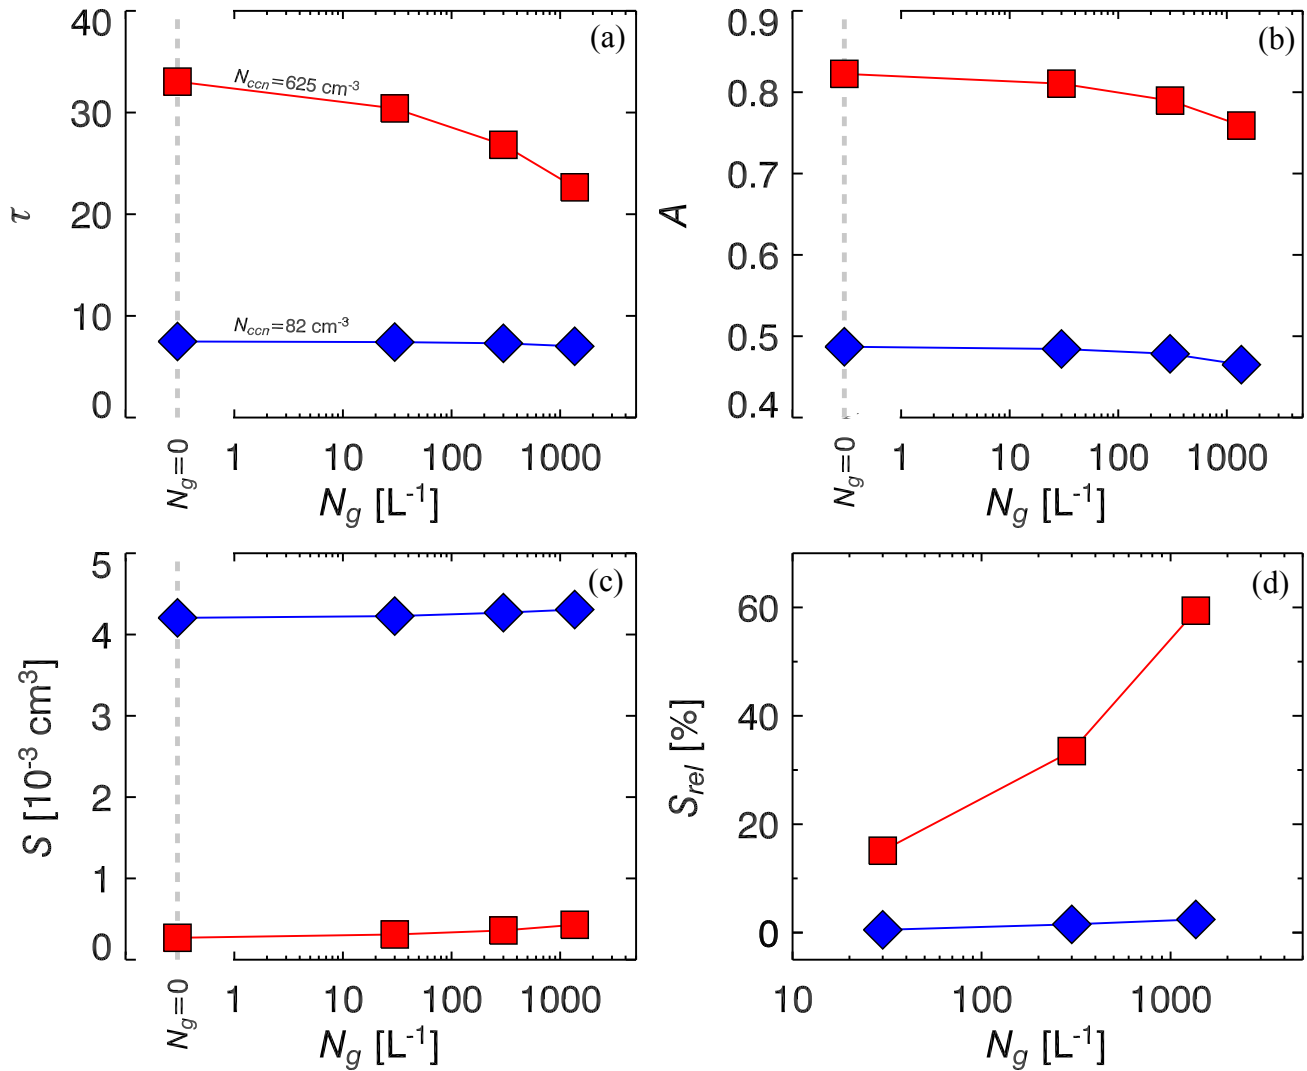 40
30
20
10
0
τ
(a)
N_ccn=625 cm⁻³
N_ccn=82 cm⁻³
N_g=0
1 10 100 1000
N_g [L⁻¹]
0.9
0.8
0.7
0.6
0.5
0.4
A
(b)
N_g=0
1 10 100 1000
N_g [L⁻¹]
5
4
3
2
1
0
S [10⁻³ cm³]
(c)
N_g=0
1 10 100 1000
N_g [L⁻¹]
60
40
20
0
S_rel [%]
(d)
10 100 1000
N_g [L⁻¹]